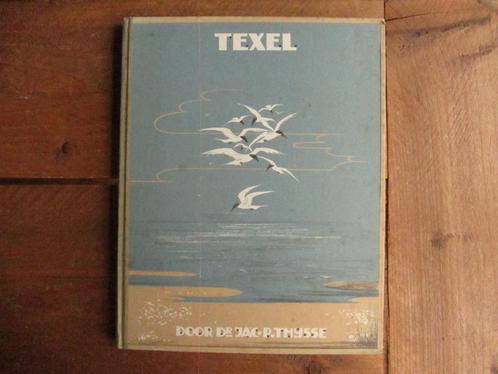 TEXEL
DOOR DR JAC. P. THIJSSE